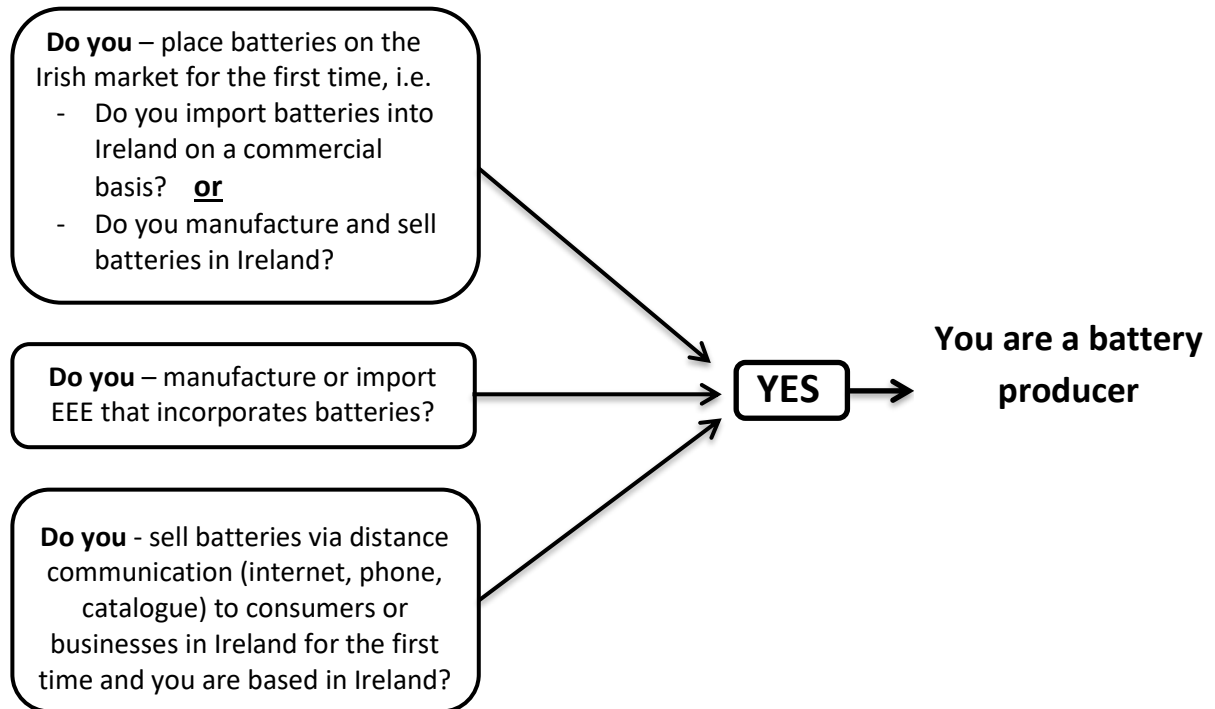 Do you – place batteries on the
Irish market for the first time, i.e.
- Do you import batteries into
Ireland on a commercial
basis? or
- Do you manufacture and sell
batteries in Ireland?
Do you – manufacture or import
EEE that incorporates batteries?
Do you - sell batteries via distance
communication (internet, phone,
catalogue) to consumers or
businesses in Ireland for the first
time and you are based in Ireland?
YES
You are a battery
producer